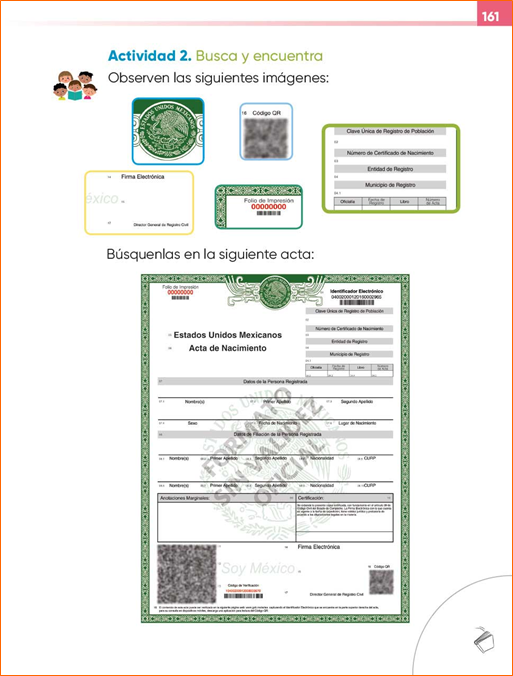 161
Actividad 2. Busca y encuentra
Observen las siguientes imágenes:
ESTADOS UNIDOS MEXICANOS
Código QR
Clave Única de Registro de Población
Número de Certificado de Nacimiento
Entidad de Registro
Municipio de Registro
Oficialía Fecha de Registro Libro Número de Acta
Firma Electrónica
éxico
Director General de Registro Civil
Folio de Impresión
00000000
Búsquenlas en la siguiente acta:
Folio de Impresión
00000000
Identificador Electrónico
Clave Única de Registro de Población
Estados Unidos Mexicanos
Número de Certificado de Nacimiento
Entidad de Registro
Acta de Nacimiento
Municipio de Registro
Oficialía Fecha de Registro Libro Número de Acta
Datos de la Persona Registrada
Nombre(s) Primer Apellido Segundo Apellido
Sexo Fecha de Nacimiento Lugar de Nacimiento
Datos de Filiación de la Persona Registrada
FORMATO SIN VALIDEZ OFICIAL
Nombre(s) Primer Apellido Segundo Apellido Nacionalidad CURP
Nombre(s) Primer Apellido Segundo Apellido Nacionalidad CURP
Anotaciones Marginales: Certificación:
Firma Electrónica
Soy México
Código QR
Código de Verificación
Director General de Registro Civil